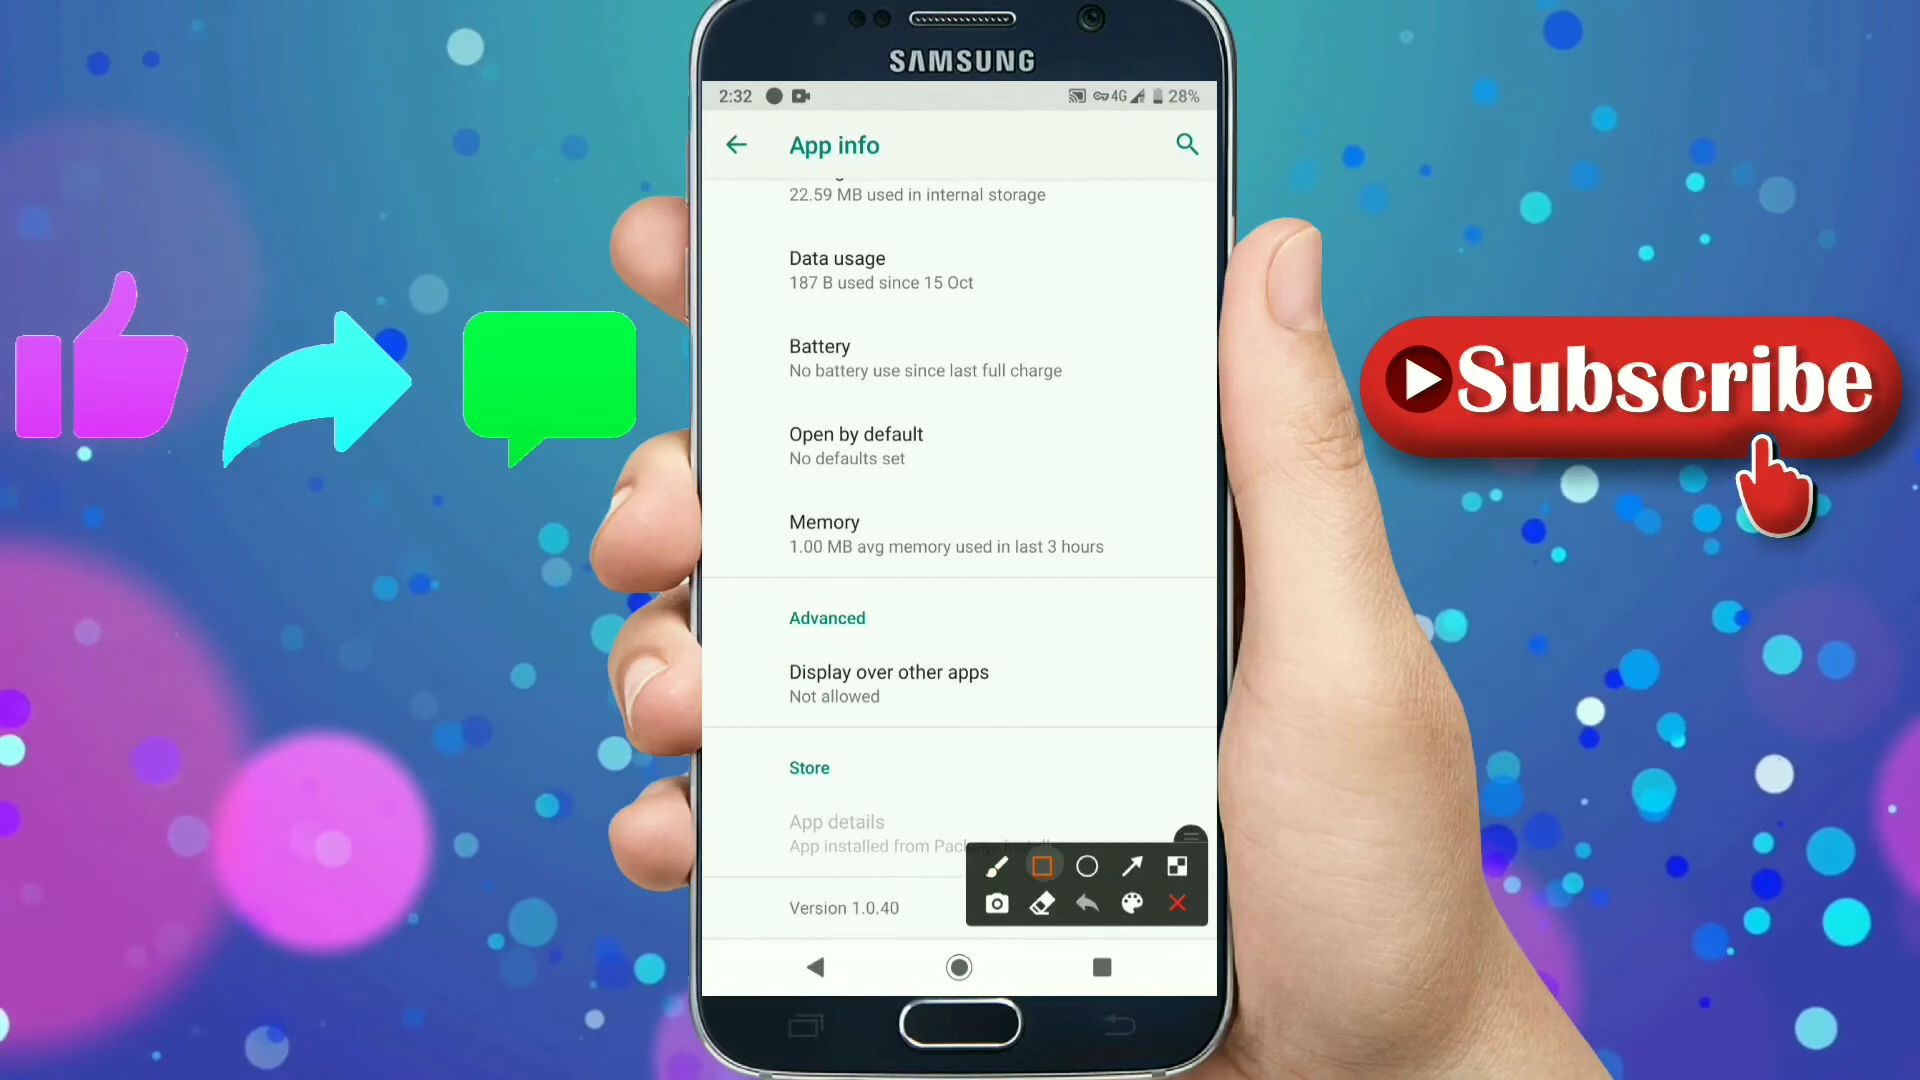 SAMSUNG
2:32
4G
28%
App info
22.59 MB used in internal storage
Data usage
187 B used since 15 Oct
Battery
No battery use since last full charge
Open by default
No defaults set
Memory
1.00 MB avg memory used in last 3 hours
Advanced
Display over other apps
Not allowed
Store
App details
App installed from
Version 1.0.40
Subscribe